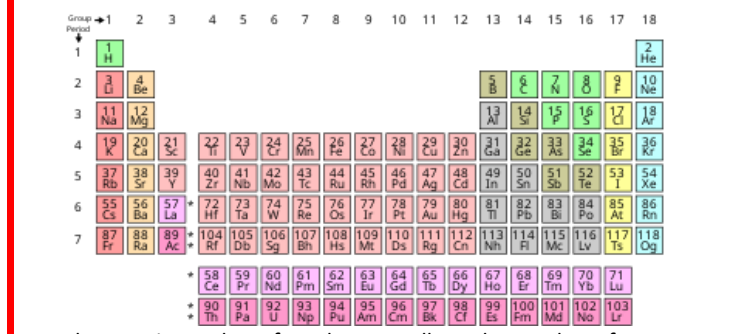 Group → 1 2 3 4 5 6 7 8 9 10 11 12 13 14 15 16 17 18
Period
1 1 H 2 He
2 3 Li 4 Be 5 B 6 C 7 N 8 O 9 F 10 Ne
3 11 Na 12 Mg 13 Al 14 Si 15 P 16 S 17 Cl 18 Ar
4 19 K 20 Ca 21 Sc 22 Ti 23 V 24 Cr 25 Mn 26 Fe 27 Co 28 Ni 29 Cu 30 Zn 31 Ga 32 Ge 33 As 34 Se 35 Br 36 Kr
5 37 Rb 38 Sr 39 Y 40 Zr 41 Nb 42 Mo 43 Tc 44 Ru 45 Rh 46 Pd 47 Ag 48 Cd 49 In 50 Sn 51 Sb 52 Te 53 I 54 Xe
6 55 Cs 56 Ba 57 La * 72 Hf 73 Ta 74 W 75 Re 76 Os 77 Ir 78 Pt 79 Au 80 Hg 81 Tl 82 Pb 83 Bi 84 Po 85 At 86 Rn
7 87 Fr 88 Ra 89 Ac * * 104 Rf 105 Db 106 Sg 107 Bh 108 Hs 109 Mt 110 Ds 111 Rg 112 Cn 113 Nh 114 Fl 115 Mc 116 Lv 117 Ts 118 Og
* 58 Ce 59 Pr 60 Nd 61 Pm 62 Sm 63 Eu 64 Gd 65 Tb 66 Dy 67 Ho 68 Er 69 Tm 70 Yb 71 Lu
* * 90 Th 91 Pa 92 U 93 Np 94 Pu 95 Am 96 Cm 97 Bk 98 Cf 99 Es 100 Fm 101 Md 102 No 103 Lr